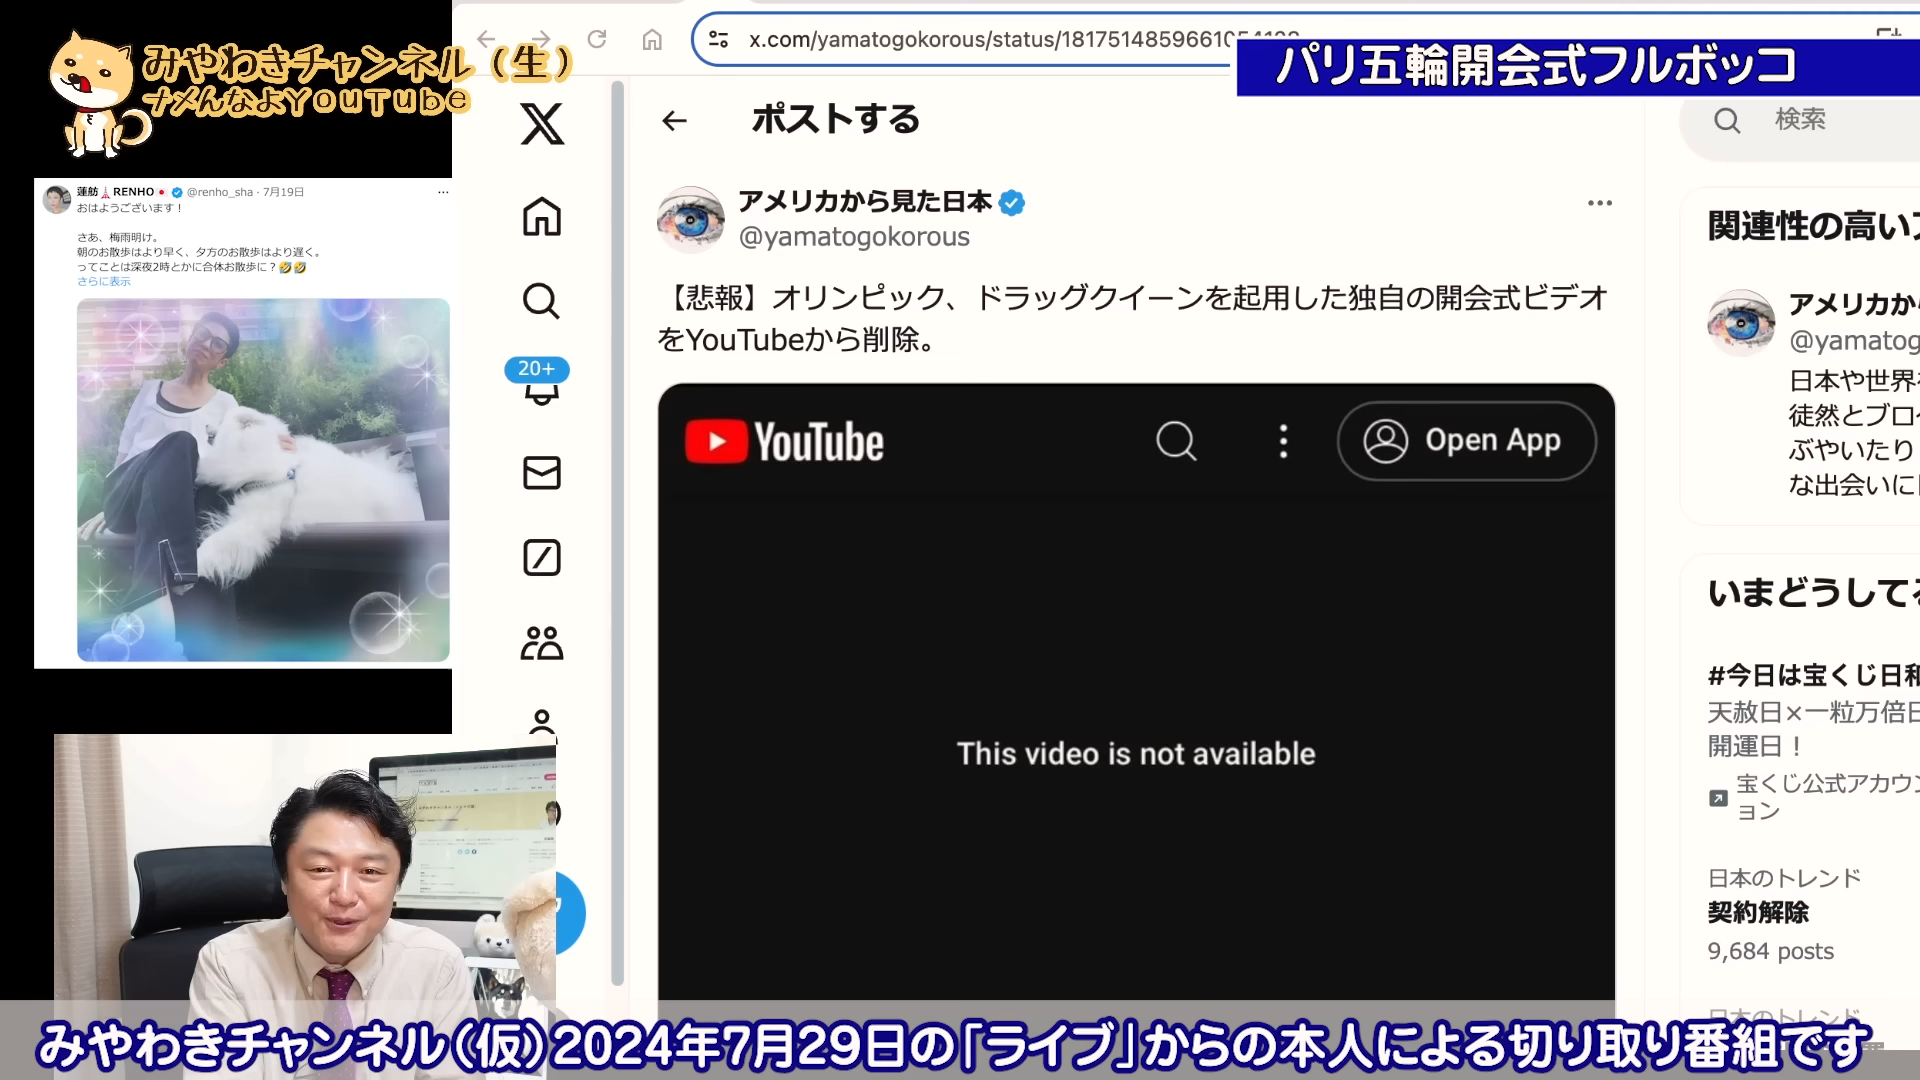 みやわきチャンネル（生）
ナメんなよYouTube
蓮舫🗼RENHO🇯🇵 @renho_sha · 7月19日
おはようございます！
さあ、梅雨明け。
朝のお散歩はより早く、夕方のお散歩はより遅く。
ってことは深夜2時とかに合体お散歩に？🤣🤣
さらに表示
x.com/yamatogokorous/status/1817514859661
パリ五輪開会式フルボッコ
ポストする
検索
アメリカから見た日本
@yamatogokorous
【悲報】オリンピック、ドラッグクイーンを起用した独自の開会式ビデオ
をYouTubeから削除。
20+
YouTube
Open App
This video is not available
関連性の高い
アメリカか
@yamatog
日本や世界
徒然とブロ
ぶやいたり
な出会いに
いまどうして
#今日は宝くじ日和
天赦日×一粒万倍日
開運日！
宝くじ公式アカウン
ョン
日本のトレンド
契約解除
9,684 posts
日本のトレンド
みやわきチャンネル（仮）2024年7月29日の「ライブ」からの本人による切り取り番組です